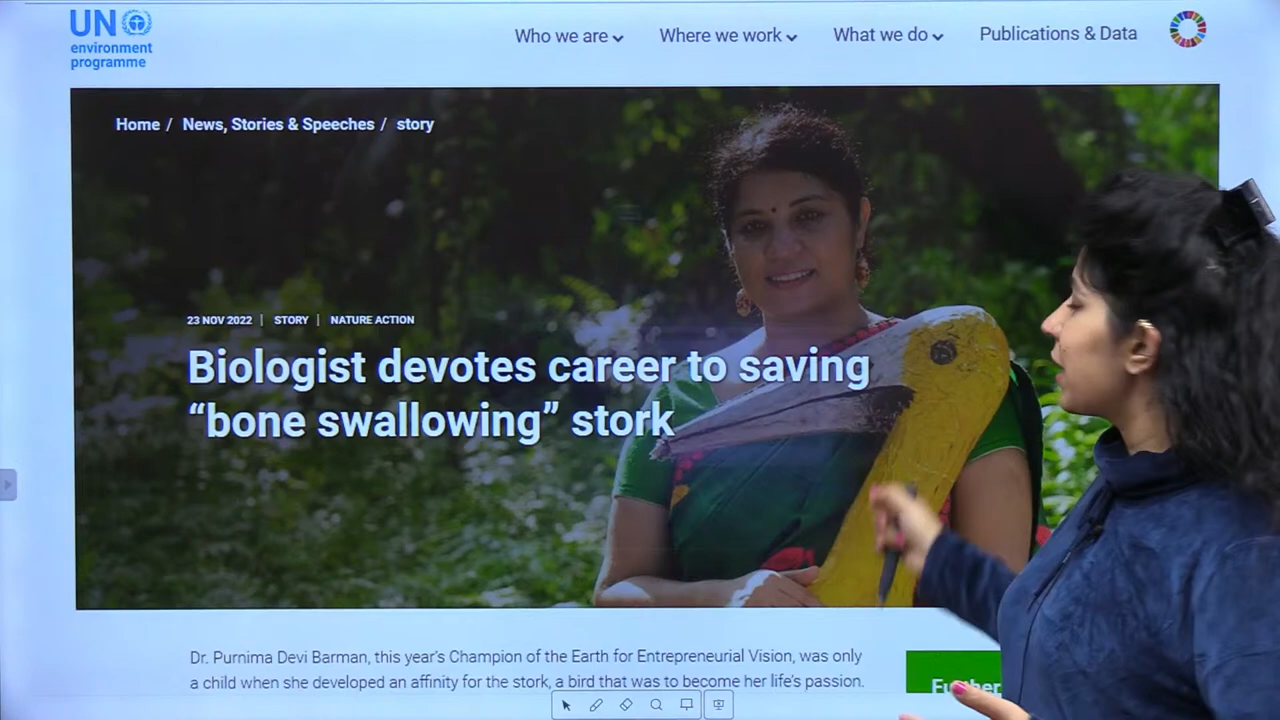 UN
environment
programme
Who we are
Where we work
What we do
Publications & Data
Home / News, Stories & Speeches / story
23 NOV 2022 | STORY | NATURE ACTION
Biologist devotes career to saving
“bone swallowing” stork
Dr. Purnima Devi Barman, this year’s Champion of the Earth for Entrepreneurial Vision, was only
a child when she developed an affinity for the stork, a bird that was to become her life’s passion.
Further